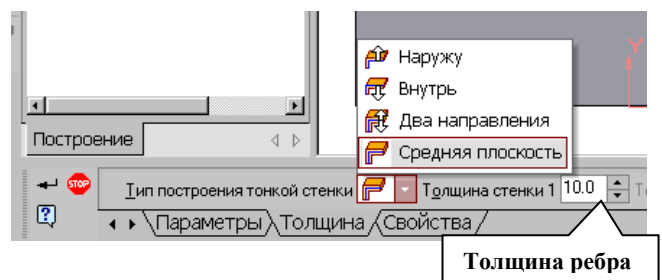 Наружу
Y
Внутрь
Два направления
Построение
Средняя плоскость
STOP
Тип построения тонкой стенки
Толщина стенки 1 10.0
?
Параметры Толщина Свойства
Толщина ребра